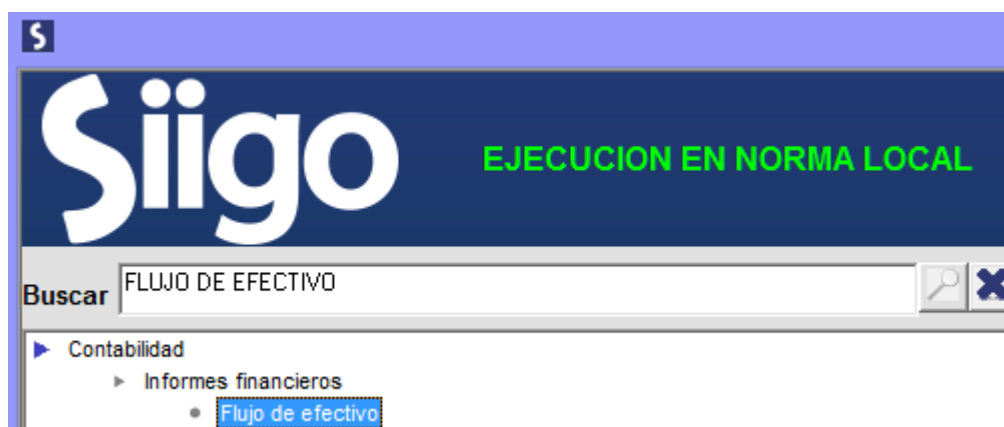 S
Siigo
EJECUCION EN NORMA LOCAL
Buscar FLUJO DE EFECTIVO
Contabilidad
Informes financieros
Flujo de efectivo